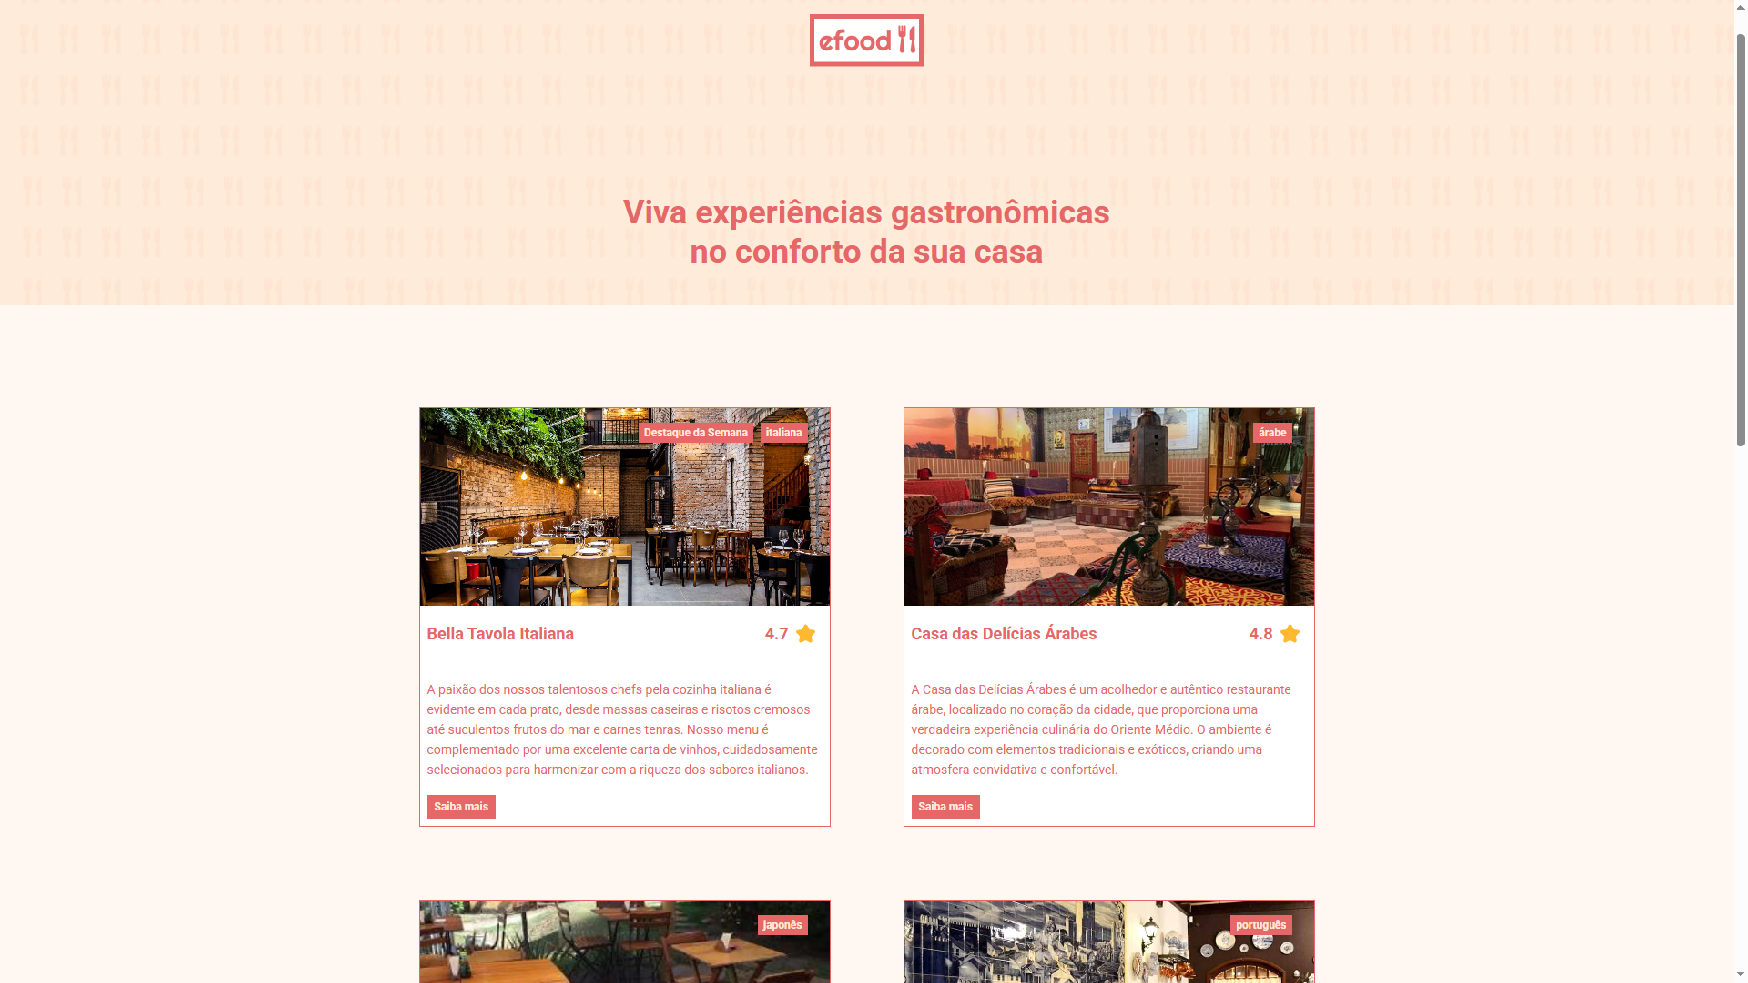 efood
Viva experiências gastronômicas
no conforto da sua casa
Destaque da Semana
italiana
Bella Tavola Italiana
4.7
A paixão dos nossos talentosos chefs pela cozinha italiana é
evidente em cada prato, desde massas caseiras e risotos cremosos
até suculentos frutos do mar e carnes tenras. Nosso menu é
complementado por uma excelente carta de vinhos, cuidadosamente
selecionados para harmonizar com a riqueza dos sabores italianos.
Saiba mais
árabe
Casa das Delícias Árabes
4.8
A Casa das Delícias Árabes é um acolhedor e autêntico restaurante
árabe, localizado no coração da cidade, que proporciona uma
verdadeira experiência culinária do Oriente Médio. O ambiente é
decorado com elementos tradicionais e exóticos, criando uma
atmosfera convidativa e confortável.
Saiba mais
japonês
português